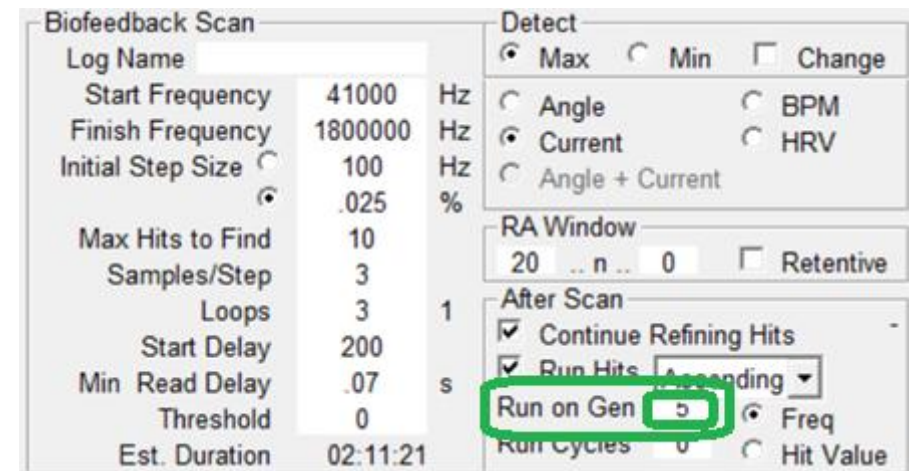 Biofeedback Scan
Log Name
Start Frequency 41000 Hz
Finish Frequency 1800000 Hz
Initial Step Size 100 Hz
.025 %
Max Hits to Find 10
Samples/Step 3
Loops 3 1
Start Delay 200
Min Read Delay .07 s
Threshold 0
Est. Duration 02:11:21
Detect
Max Min Change
Angle BPM
Current HRV
Angle + Current
RA Window
20 .. n .. 0 Retentive
After Scan
Continue Refining Hits -
Run Hits Ascending
Run on Gen 5 Freq
Run Cycles 0 Hit Value